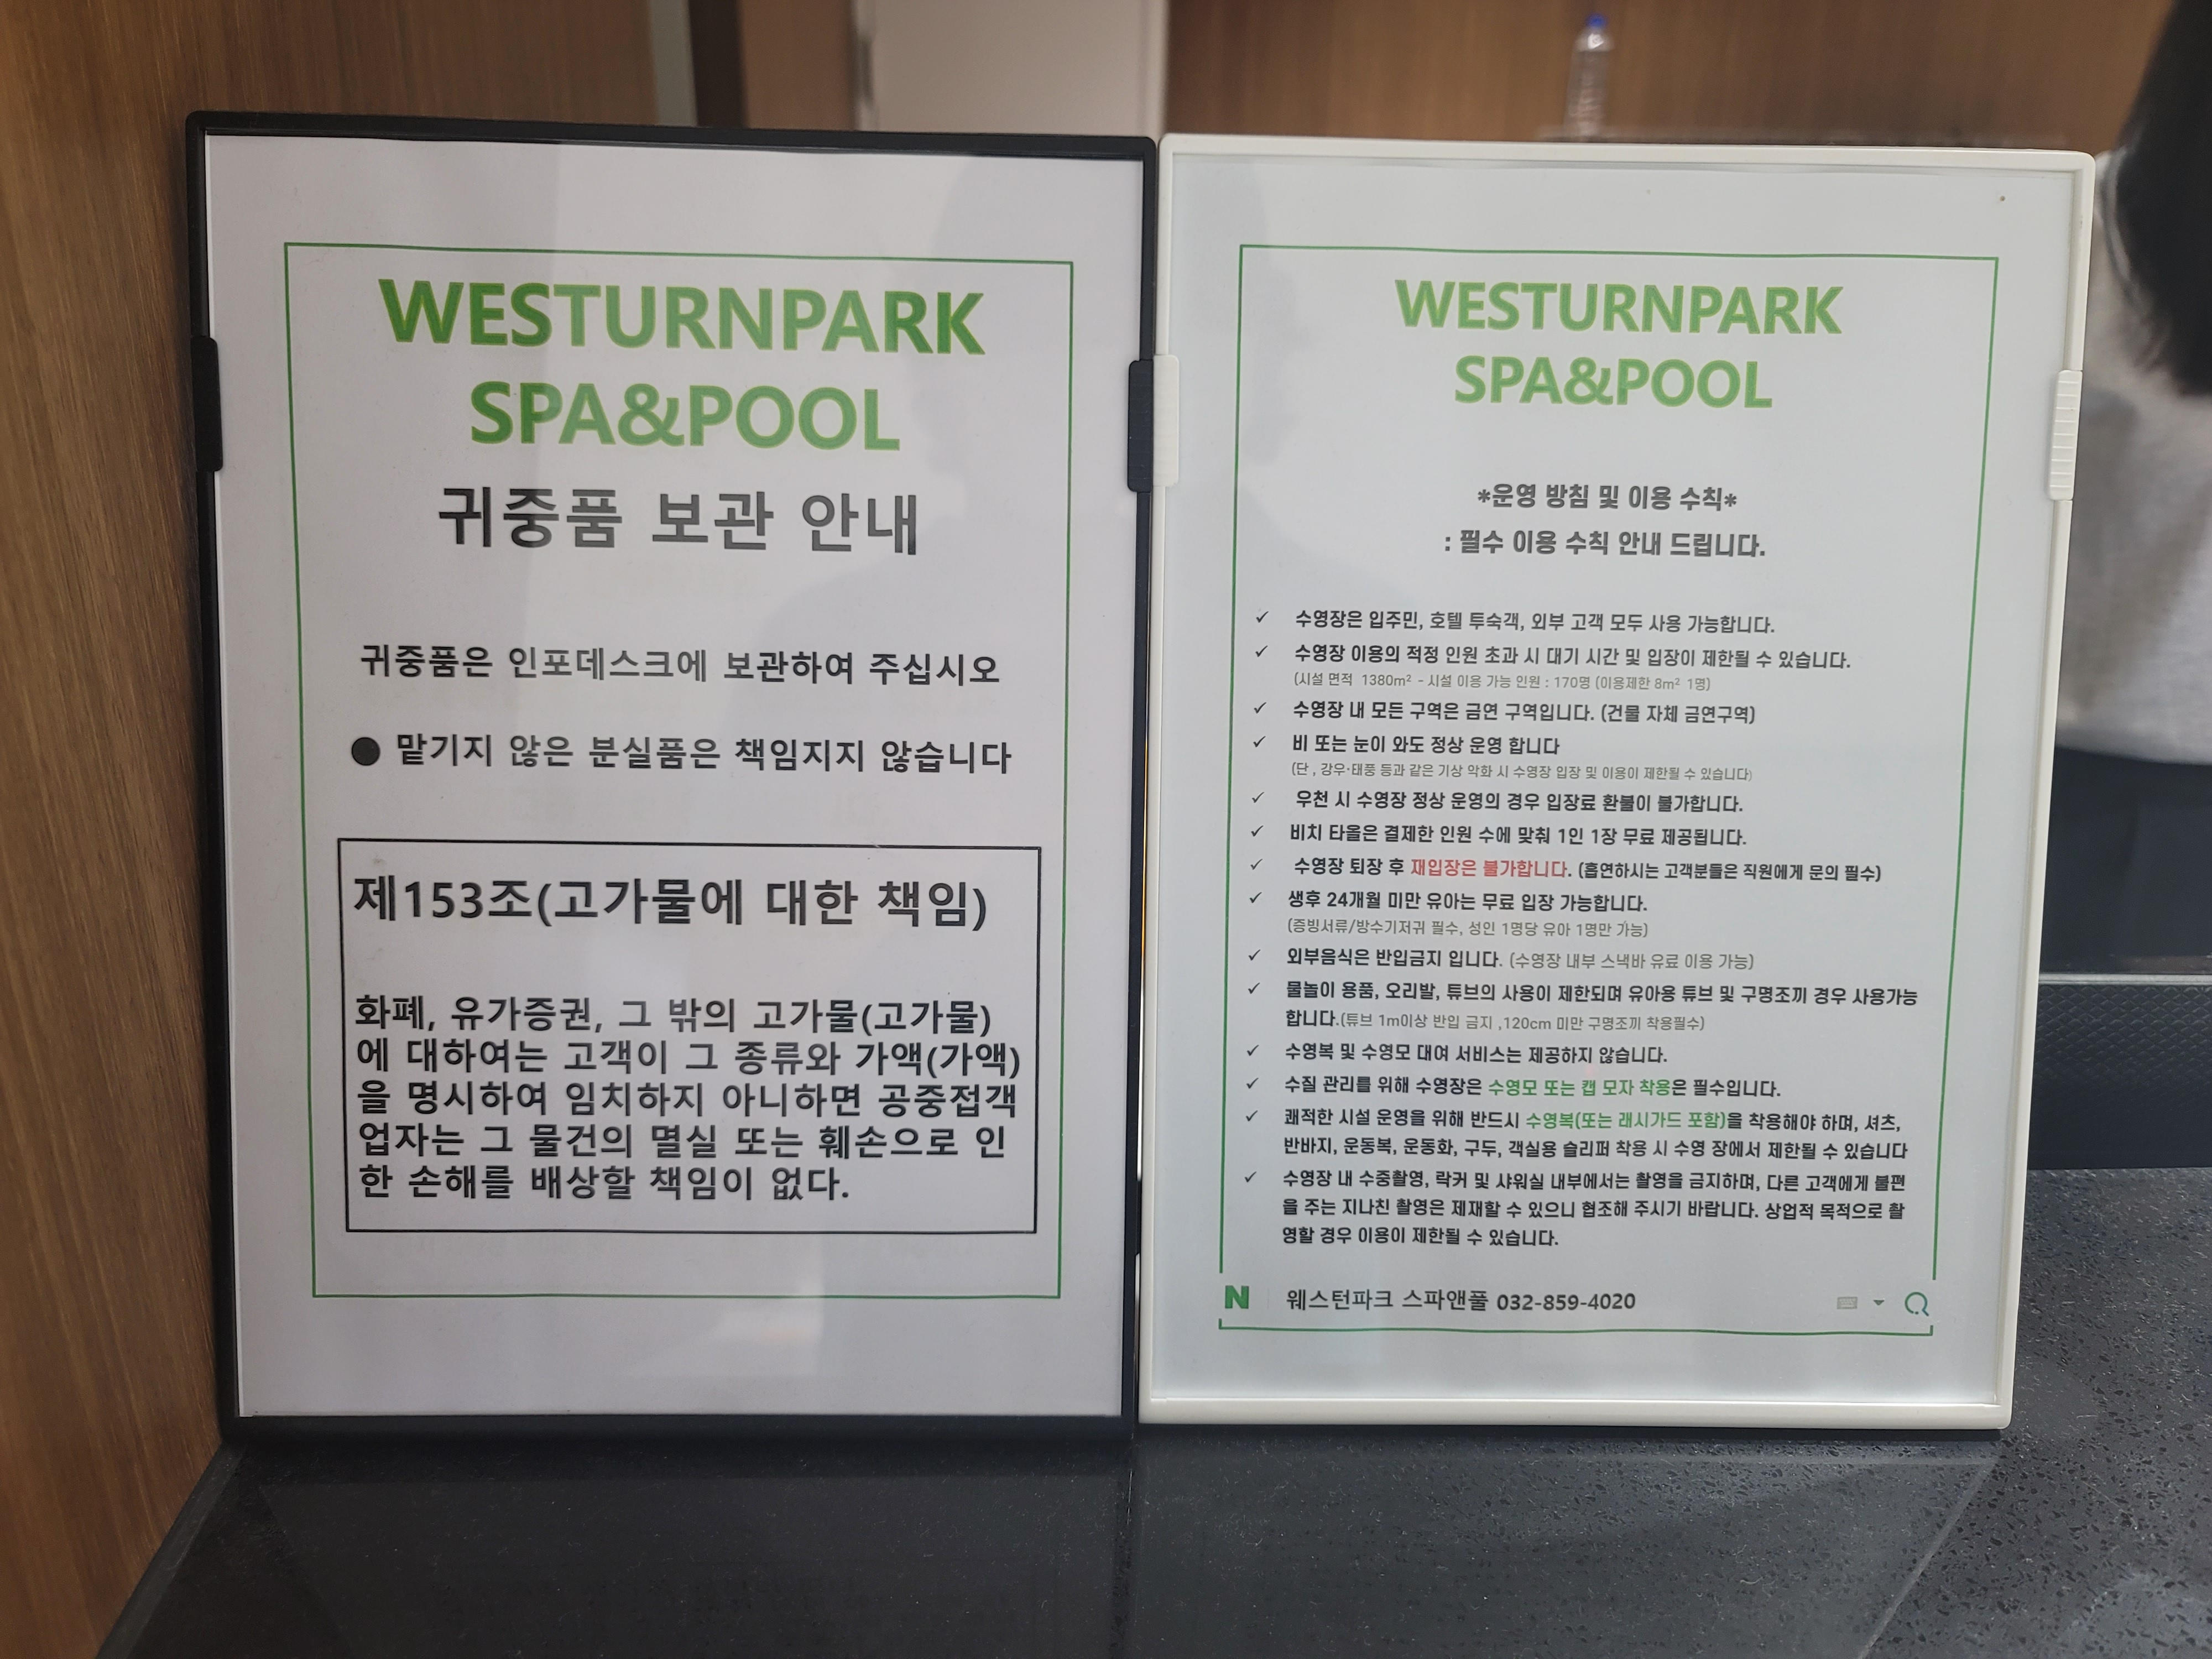 WESTURNPARK
SPA&POOL
귀중품 보관 안내
귀중품은 인포데스크에 보관하여 주십시오
● 맡기지 않은 분실품은 책임지지 않습니다
제153조(고가물에 대한 책임)
화폐, 유가증권, 그 밖의 고가물(고가물)
에 대하여는 고객이 그 종류와 가액(가액)
을 명시하여 임치하지 아니하면 공중접객
업자는 그 물건의 멸실 또는 훼손으로 인
한 손해를 배상할 책임이 없다.
WESTURNPARK
SPA&POOL
*운영 방침 및 이용 수칙*
: 필수 이용 수칙 안내 드립니다.
✓ 수영장은 입주민, 호텔 투숙객, 외부 고객 모두 사용 가능합니다.
✓ 수영장 이용의 적정 인원 초과 시 대기 시간 및 입장이 제한될 수 있습니다.
(시설 면적 1380m² - 시설 이용 가능 인원 : 170명 (이용제한 8m² 1명)
✓ 수영장 내 모든 구역은 금연 구역입니다. (건물 자체 금연구역)
✓ 비 또는 눈이 와도 정상 운영 합니다
(단 , 강우·태풍 등과 같은 기상 악화 시 수영장 입장 및 이용이 제한될 수 있습니다)
✓ 우천 시 수영장 정상 운영의 경우 입장료 환불이 불가합니다.
✓ 비치 타올은 결제한 인원 수에 맞춰 1인 1장 무료 제공됩니다.
✓ 수영장 퇴장 후 재입장은 불가합니다. (흡연하시는 고객분들은 직원에게 문의 필수)
✓ 생후 24개월 미만 유아는 무료 입장 가능합니다.
(증빙서류/방수기저귀 필수, 성인 1명당 유아 1명만 가능)
✓ 외부음식은 반입금지 입니다. (수영장 내부 스낵바 유료 이용 가능)
✓ 물놀이 용품, 오리발, 튜브의 사용이 제한되며 유아용 튜브 및 구명조끼 경우 사용가능
합니다.(튜브 1m이상 반입 금지 ,120cm 미만 구명조끼 착용필수)
✓ 수영복 및 수영모 대여 서비스는 제공하지 않습니다.
✓ 수질 관리를 위해 수영장은 수영모 또는 캡 모자 착용은 필수입니다.
✓ 쾌적한 시설 운영을 위해 반드시 수영복(또는 래시가드 포함)을 착용해야 하며, 셔츠,
반바지, 운동복, 운동화, 구두, 객실용 슬리퍼 착용 시 수영 장에서 제한될 수 있습니다
✓ 수영장 내 수중촬영, 락커 및 샤워실 내부에서는 촬영을 금지하며, 다른 고객에게 불편
을 주는 지나친 촬영은 제재할 수 있으니 협조해 주시기 바랍니다. 상업적 목적으로 촬
영할 경우 이용이 제한될 수 있습니다.
N 웨스턴파크 스파앤풀 032-859-4020